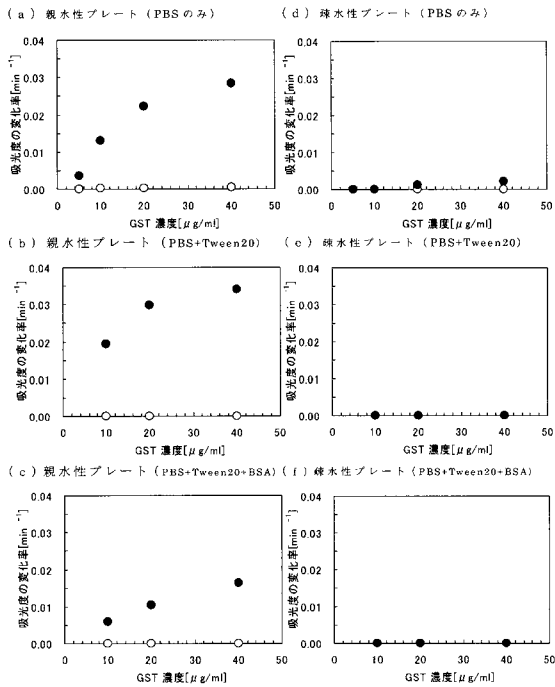 (a) 親水性プレート(PBSのみ)
吸光度の変化率[min⁻¹]
0.04
0.03
0.02
0.01
0.00
0 10 20 30 40 50
GST 濃度[μg/ml]
(d) 疎水性プレート(PBSのみ)
吸光度の変化率[min⁻¹]
0.04
0.03
0.02
0.01
0.00
0 10 20 30 40 50
GST 濃度[μg/ml]
(b) 親水性プレート(PBS+Tween20)
吸光度の変化率[min⁻¹]
0.04
0.03
0.02
0.01
0.00
0 10 20 30 40 50
GST 濃度[μg/ml]
(e) 疎水性プレート(PBS+Tween20)
吸光度の変化率[min⁻¹]
0.04
0.03
0.02
0.01
0.00
0 10 20 30 40 50
GST 濃度[μg/ml]
(c) 親水性プレート(PBS+Tween20+BSA)
吸光度の変化率[min⁻¹]
0.04
0.03
0.02
0.01
0.00
0 10 20 30 40 50
GST 濃度[μg/ml]
(f) 疎水性プレート(PBS+Tween20+BSA)
吸光度の変化率[min⁻¹]
0.04
0.03
0.02
0.01
0.00
0 10 20 30 40 50
GST 濃度[μg/ml]